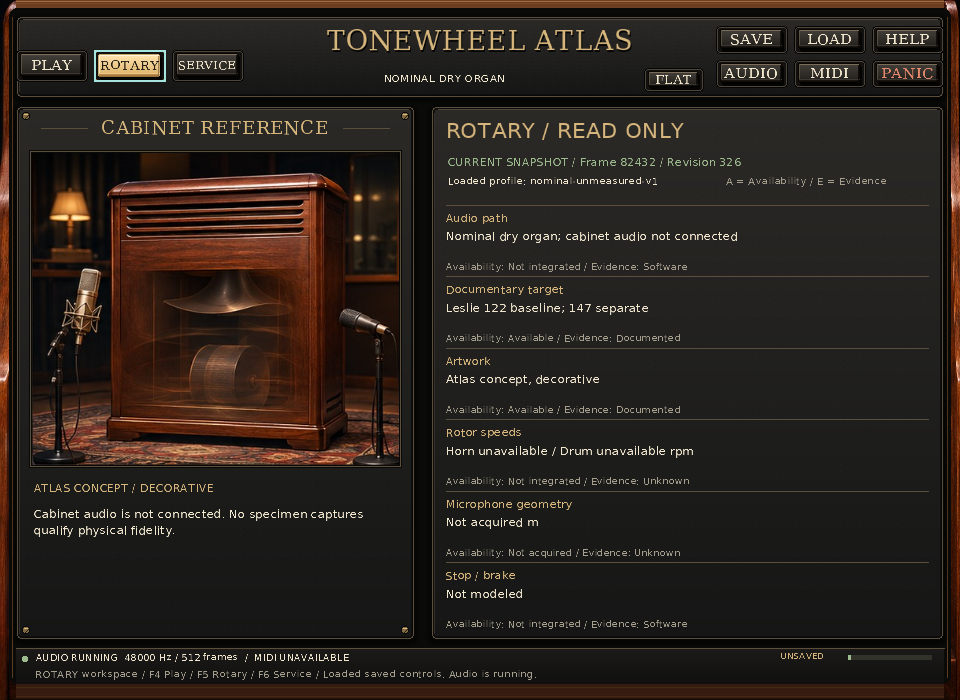 TONEWHEEL ATLAS
SAVE LOAD HELP
PLAY ROTARY SERVICE
NOMINAL DRY ORGAN
FLAT AUDIO MIDI PANIC
CABINET REFERENCE
ATLAS CONCEPT / DECORATIVE
Cabinet audio is not connected. No specimen captures
qualify physical fidelity.
ROTARY / READ ONLY
CURRENT SNAPSHOT / Frame 82432 / Revision 326
Loaded profile: nominal-unmeasured-v1 A = Availability / E = Evidence
Audio path
Nominal dry organ; cabinet audio not connected
Availability: Not integrated / Evidence: Software
Documentary target
Leslie 122 baseline; 147 separate
Availability: Available / Evidence: Documented
Artwork
Atlas concept, decorative
Availability: Available / Evidence: Documented
Rotor speeds
Horn unavailable / Drum unavailable rpm
Availability: Not integrated / Evidence: Unknown
Microphone geometry
Not acquired m
Availability: Not acquired / Evidence: Unknown
Stop / brake
Not modeled
Availability: Not integrated / Evidence: Software
AUDIO RUNNING 48000 Hz / 512 frames / MIDI UNAVAILABLE
UNSAVED
ROTARY workspace / F4 Play / F5 Rotary / F6 Service / Loaded saved controls. Audio is running.